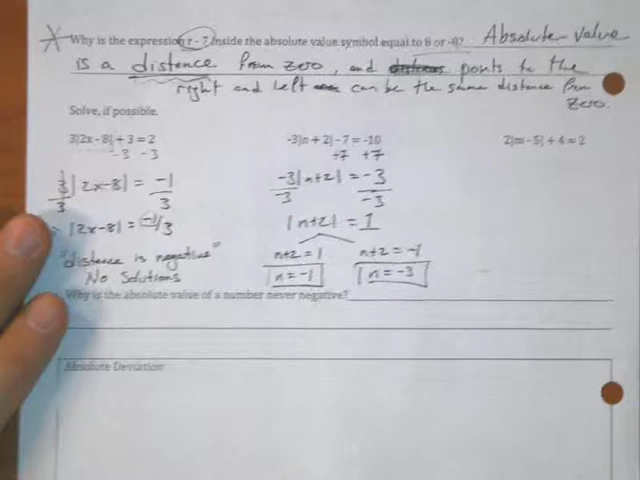 Why is the expression r - 7 inside the absolute value symbol equal to 8 or -8? Absolute value
is a distance from zero, and points to the
right and left can be the same distance from
zero.
Solve, if possible.
3|2x - 8| + 3 = 2
-3 -3
3|2x-8| = -1
3 3
|2x-8| = -1/3
"distance is negative"
No Solutions
-3|n + 2| - 7 = -10
+7 +7
-3|n+2| = -3
-3 -3
|n+2| = 1
n+2 = 1 n+2 = -1
n = -1 n = -3
2|m - 5| + 4 = 2
Why is the absolute value of a number never negative?
Absolute Deviation